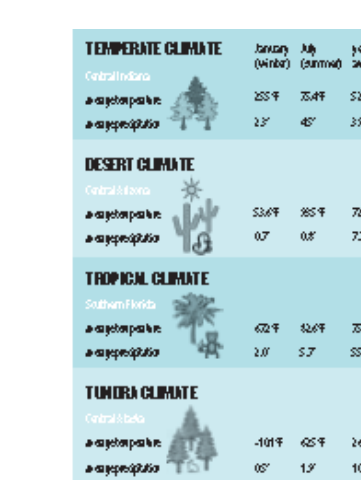 TEMPERATE CLIMATE January (winter) July (summer)
Central Indiana
average temperature 75.4°F
average precipitation 2.3" 4.5"
DESERT CLIMATE
Central Arizona
average temperature 53.6°F
average precipitation 0.7" 0.8"
TROPICAL CLIMATE
Southern Florida
average temperature 67.2°F 82.6°F
average precipitation 2.0" 5.7"
TUNDRA CLIMATE
Central Alaska
average temperature -10.1°F 62.5°F
average precipitation 0.5" 1.9"